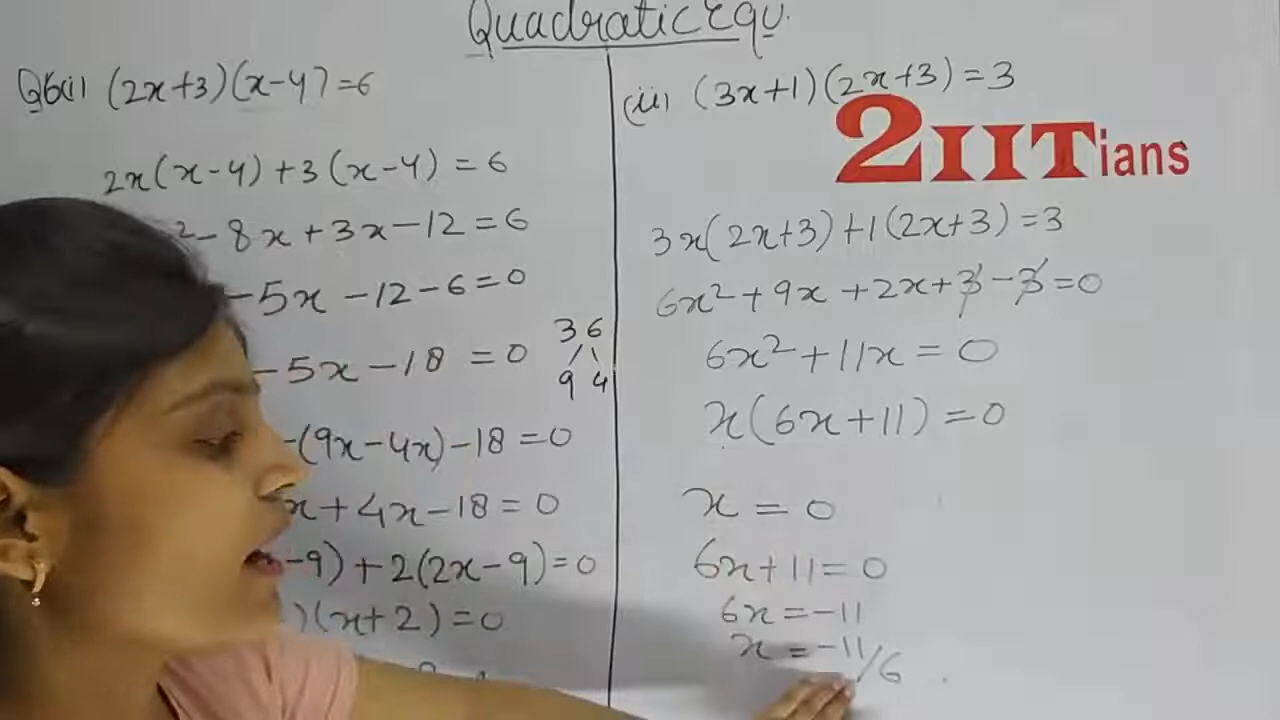 Quadratic Equ.
Q6(i) (2x+3)(x-4)=6
2x(x-4)+3(x-4)=6
²-8x+3x-12=6
-5x-12-6=0
-5x-18=0
36
9 4
-(9x-4x)-18=0
x+4x-18=0
-9)+2(2x-9)=0
)(x+2)=0
(ii) (3x+1)(2x+3)=3
2IITians
3x(2x+3)+1(2x+3)=3
6x²+9x+2x+3-3=0
6x²+11x=0
x(6x+11)=0
x=0
6x+11=0
6x=-11
x=-11/6